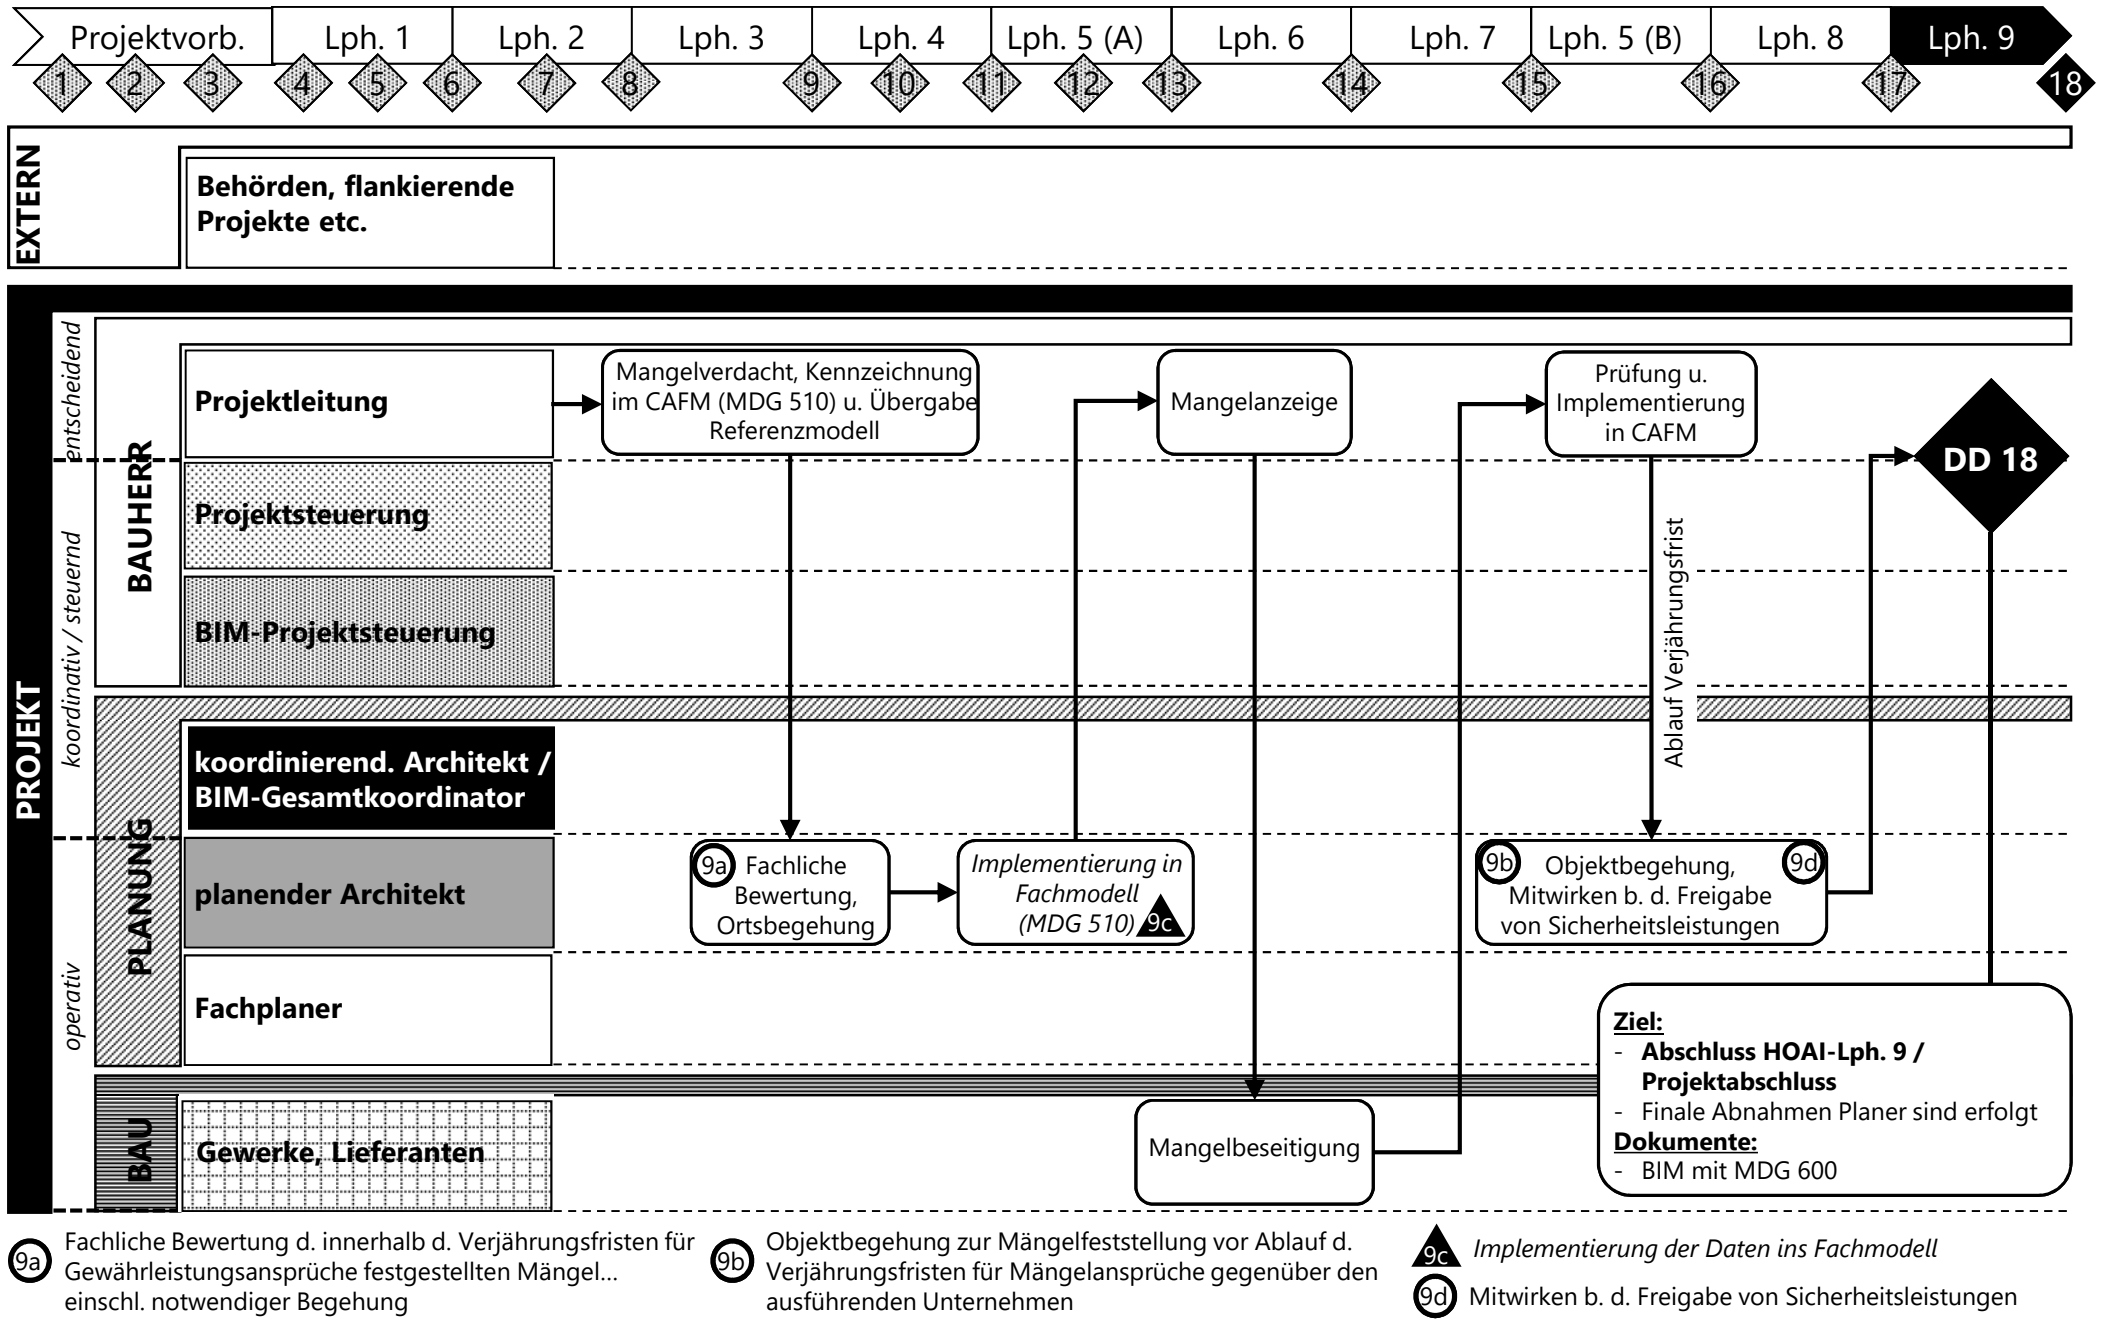 Projektvorb.
Lph. 1
Lph. 2
Lph. 3
Lph. 4
Lph. 5 (A)
Lph. 6
Lph. 7
Lph. 5 (B)
Lph. 8
Lph. 9
1
2
3
4
5
6
7
8
9
10
11
12
13
14
15
16
17
18
EXTERN
Behörden, flankierende
Projekte etc.
PROJEKT
entscheidend
koordinativ / steuernd
operativ
BAUHERR
Projektleitung
Mangelverdacht, Kennzeichnung
im CAFM (MDG 510) u. Übergabe
Referenzmodell
Mangelanzeige
Prüfung u.
Implementierung
in CAFM
DD 18
Projektsteuerung
BIM-Projektsteuerung
Ablauf Verjährungsfrist
PLANUNG
koordinierend. Architekt /
BIM-Gesamtkoordinator
planender Architekt
9a
Fachliche
Bewertung,
Ortsbegehung
Implementierung in
Fachmodell
(MDG 510)
9c
9b
Objektbegehung,
Mitwirken b. d. Freigabe
von Sicherheitsleistungen
9d
Fachplaner
BAU
Gewerke, Lieferanten
Mangelbeseitigung
Ziel:
- Abschluss HOAI-Lph. 9 /
Projektabschluss
- Finale Abnahmen Planer sind erfolgt
Dokumente:
- BIM mit MDG 600
9a
Fachliche Bewertung d. innerhalb d. Verjährungsfristen für
Gewährleistungsansprüche festgestellten Mängel...
einschl. notwendiger Begehung
9b
Objektbegehung zur Mängelfeststellung vor Ablauf d.
Verjährungsfristen für Mängelansprüche gegenüber den
ausführenden Unternehmen
9c
Implementierung der Daten ins Fachmodell
9d
Mitwirken b. d. Freigabe von Sicherheitsleistungen